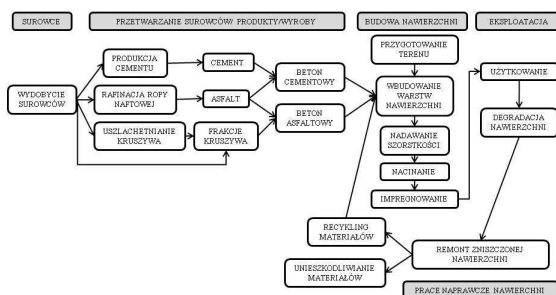 SUROWCE
PRZETWARZANIE SUROWCÓW/ PRODUKTY/WYROBY
BUDOWA NAWIERZCHNI
EKSPLOATACJA
WYDOBYCIE
SUROWCÓW
PRODUKCJA
CEMENTU
RAFINACJA ROPY
NAFTOWEJ
USZLACHETNIANIE
KRUSZYWA
CEMENT
ASFALT
FRAKCJE
KRUSZYWA
BETON
CEMENTOWY
BETON
ASFALTOWY
PRZYGOTOWANIE
TERENU
WBUDOWANIE
WARSTW
NAWIERZCHNI
NADAWANIE
SZORSTKOŚCI
NACINANIE
IMPREGNOWANIE
UŻYTKOWANIE
DEGRADACJA
NAWIERZCHNI
RECYKLING
MATERIAŁÓW
UNIESZKODLIWIANIE
MATERIAŁÓW
REMONT ZNISZCZONEJ
NAWIERZCHNI
PRACE NAPRAWCZE NAWIERCHNI